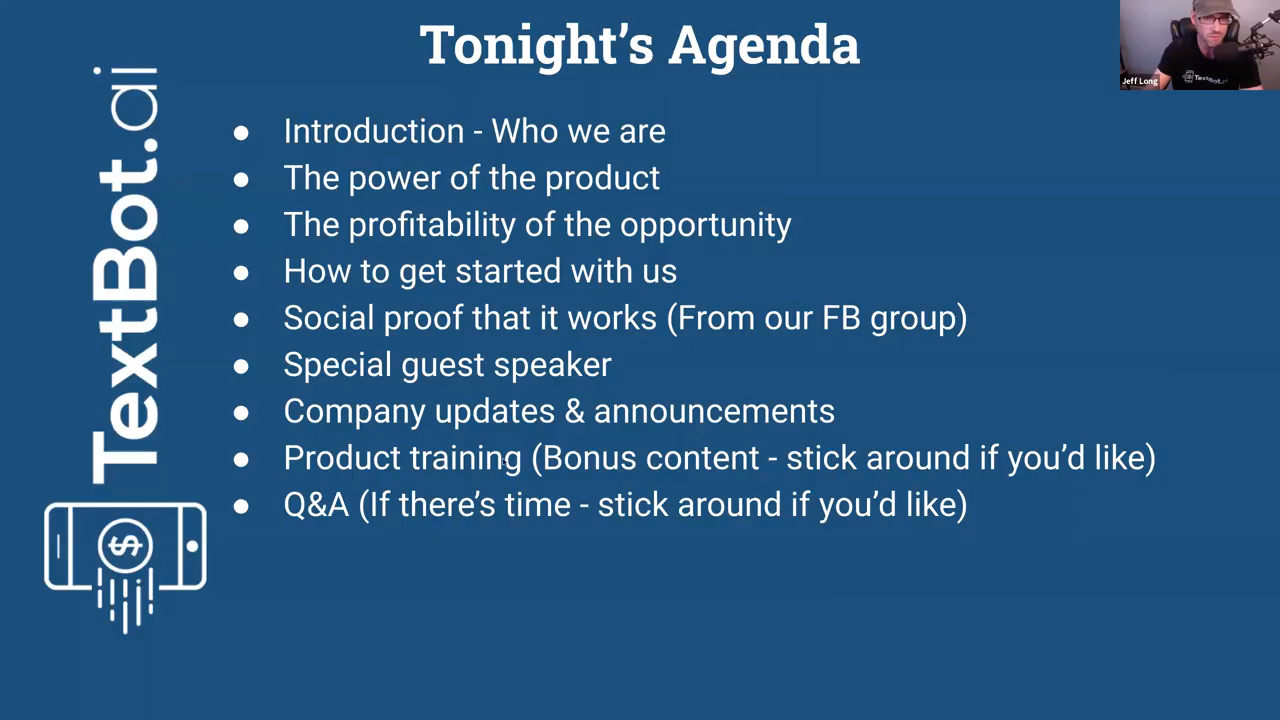 Tonight's Agenda
Jeff Long
TextBot.ai
TextBot.ai
● Introduction - Who we are
● The power of the product
● The profitability of the opportunity
● How to get started with us
● Social proof that it works (From our FB group)
● Special guest speaker
● Company updates & announcements
● Product training (Bonus content - stick around if you'd like)
● Q&A (If there's time - stick around if you'd like)
$